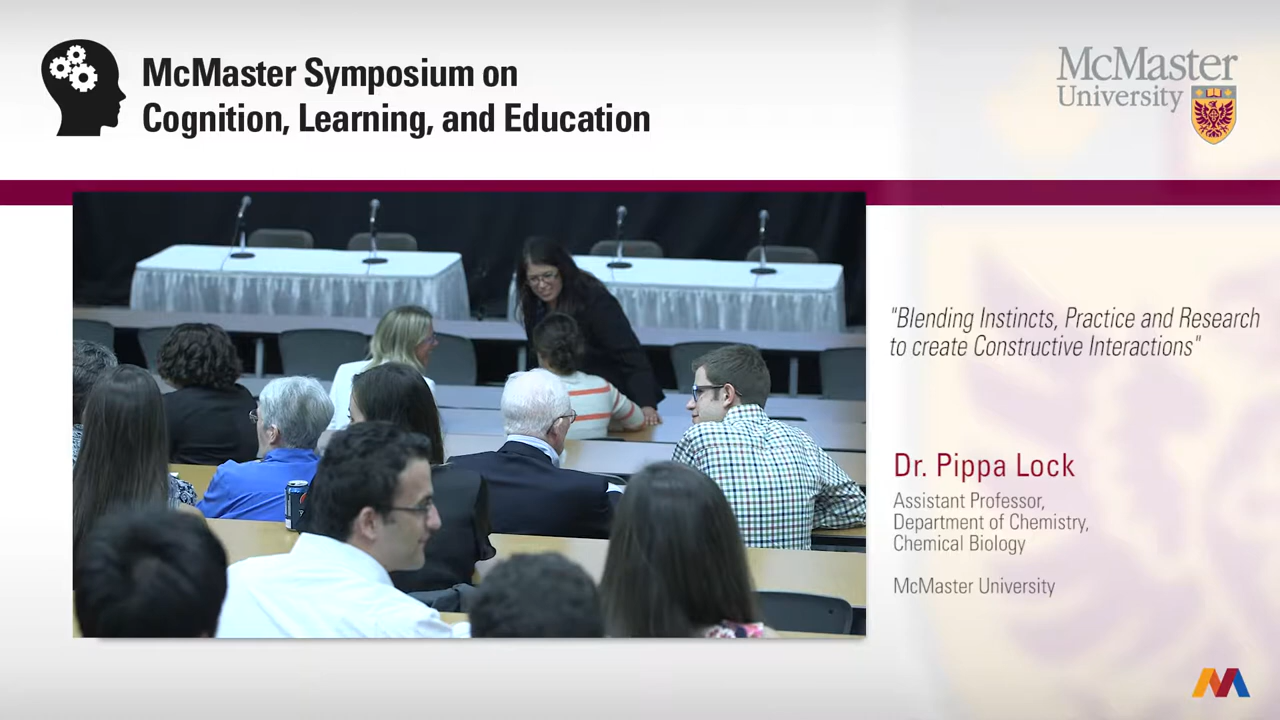 McMaster Symposium on
Cognition, Learning, and Education
McMaster
University
"Blending Instincts, Practice and Research
to create Constructive Interactions"
Dr. Pippa Lock
Assistant Professor,
Department of Chemistry,
Chemical Biology
McMaster University